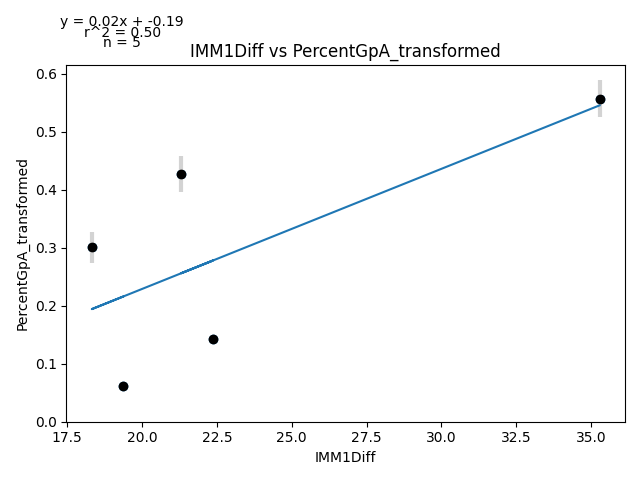 y = 0.02x + -0.19
r^2 = 0.50
n = 5
IMM1Diff vs PercentGpA_transformed
0.6
0.5
0.4
0.3
0.2
0.1
0.0
PercentGpA_transformed
17.5 20.0 22.5 25.0 27.5 30.0 32.5 35.0
IMM1Diff